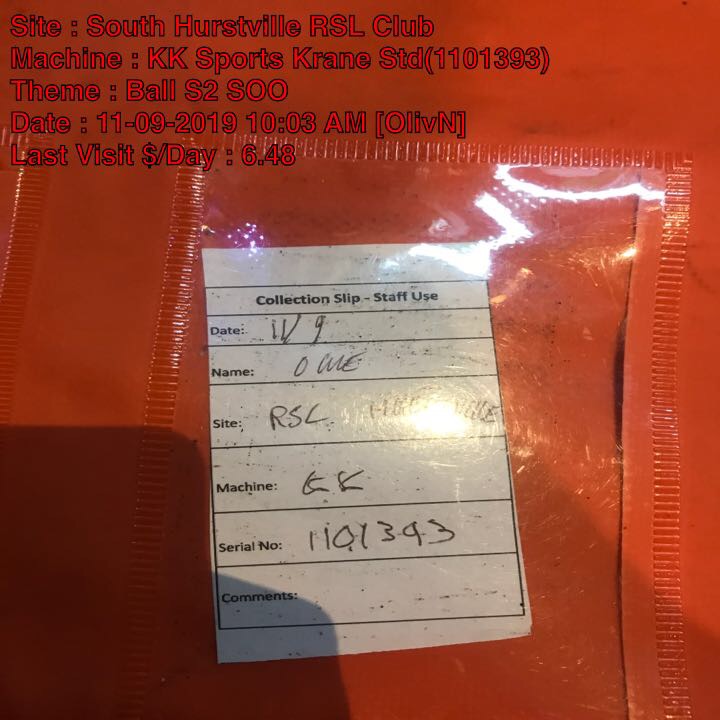 Site : South Hurstville RSL Club
Machine : KK Sports Krane Std(1101393)
Theme : Ball S2 SOO
Date : 11-09-2019 10:03 AM [OlivN]
Last Visit $/Day : 6.48
Collection Slip - Staff Use
Date: 11/9
Name:
Site: RSL
Machine: KK
Serial No: 1101393
Comments: